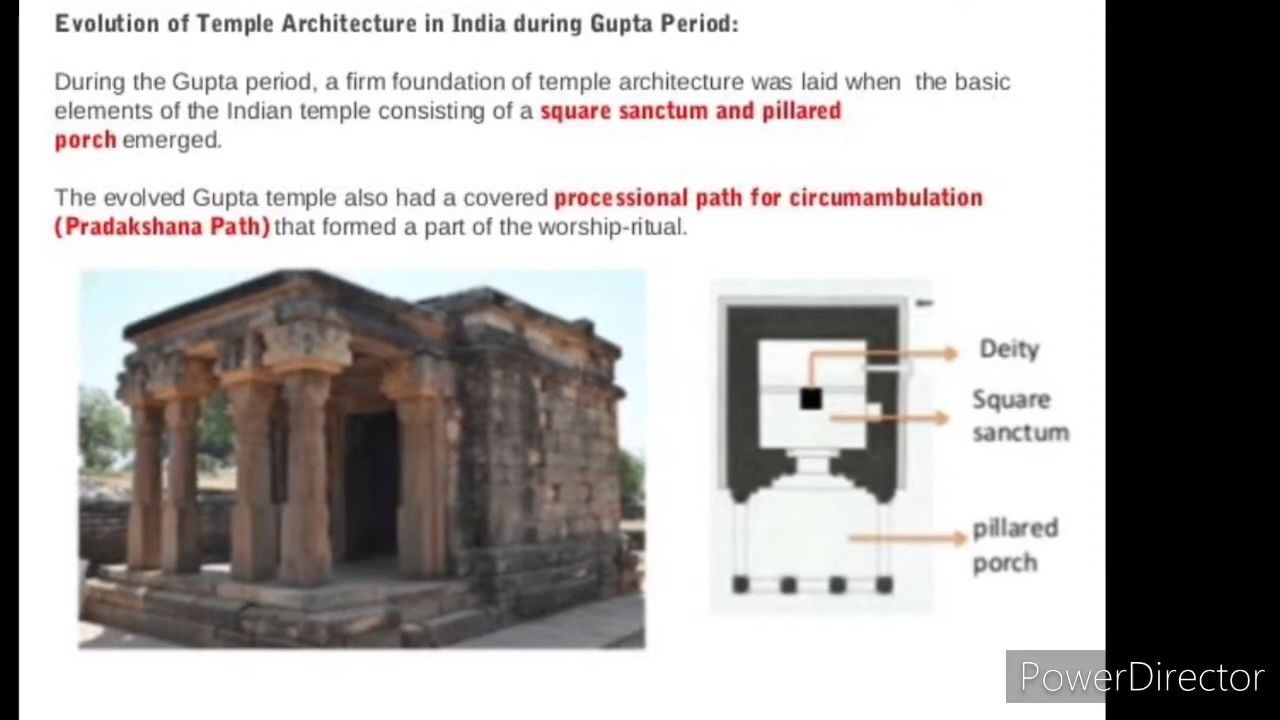 Evolution of Temple Architecture in India during Gupta Period:
During the Gupta period, a firm foundation of temple architecture was laid when the basic
elements of the Indian temple consisting of a square sanctum and pillared
porch emerged.
The evolved Gupta temple also had a covered processional path for circumambulation
(Pradakshana Path) that formed a part of the worship-ritual.
Deity
Square
sanctum
pillared
porch
PowerDirector